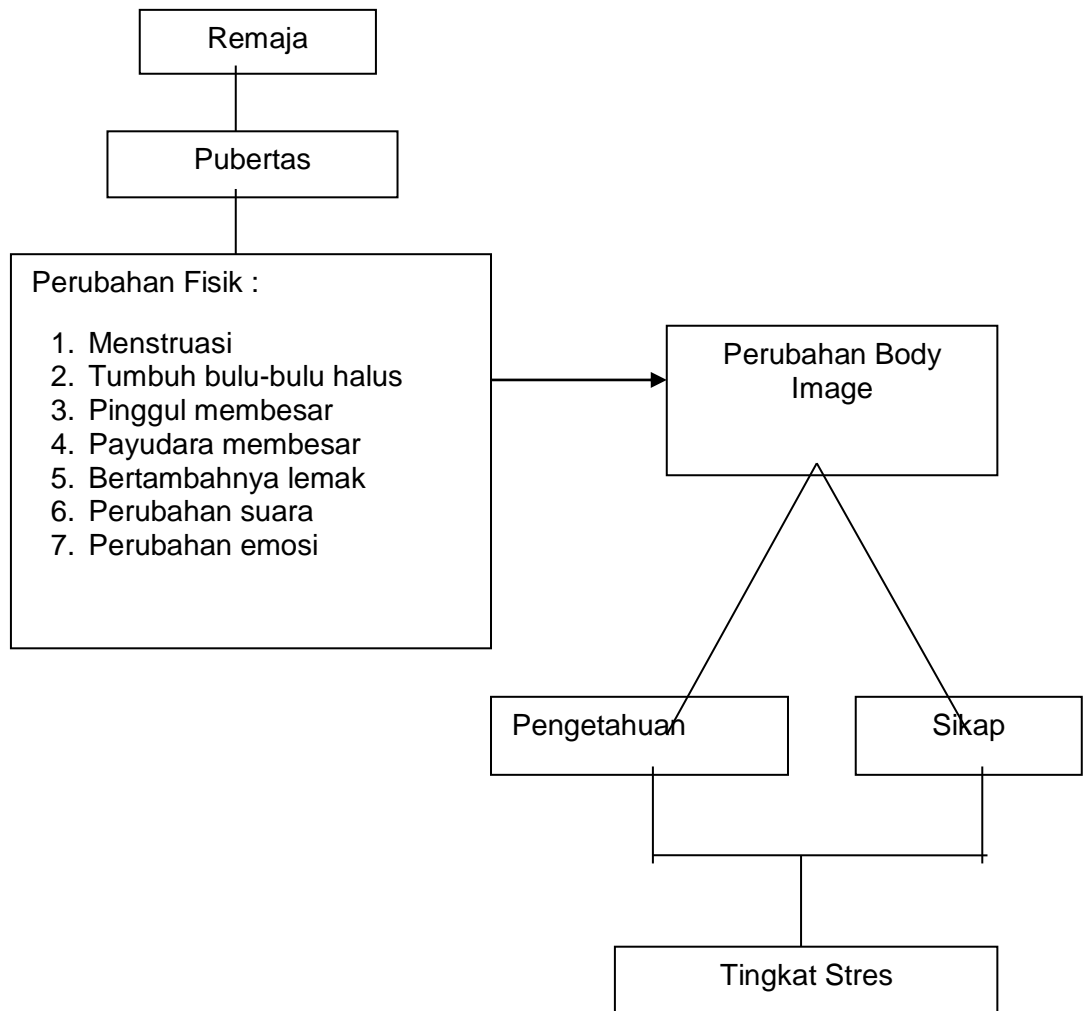 Remaja
Pubertas
Perubahan Fisik :
1. Menstruasi
2. Tumbuh bulu-bulu halus
3. Pinggul membesar
4. Payudara membesar
5. Bertambahnya lemak
6. Perubahan suara
7. Perubahan emosi
Perubahan Body
Image
Pengetahuan
Sikap
Tingkat Stres